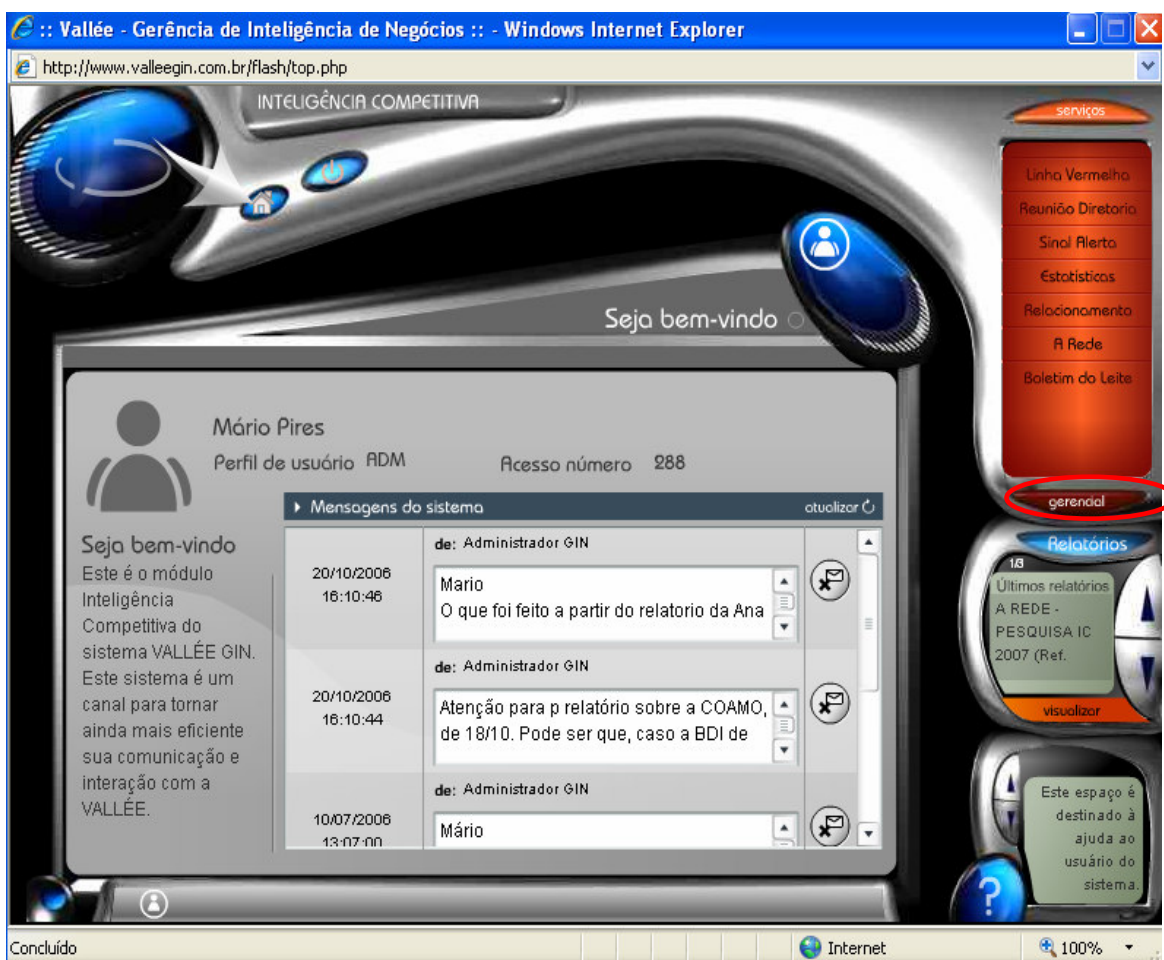 :: Vallée - Gerência de Inteligência de Negócios :: - Windows Internet Explorer
http://www.valleegin.com.br/flash/top.php
INTELIGÊNCIA COMPETITIVA
serviços
Linha Vermelha
Reunião Diretoria
Sinal Alerta
Estatísticas
Relacionamento
A Rede
Boletim do Leite
gerencial
Seja bem-vindo
Mário Pires
Perfil de usuário ADM
Acesso número 288
Mensagens do sistema
atualizar
Seja bem-vindo
Este é o módulo
Inteligência
Competitiva do
sistema VALLÉE GIN.
Este sistema é um
canal para tornar
ainda mais eficiente
sua comunicação e
interação com a
VALLÉE.
de: Administrador GIN
20/10/2006
16:10:46
Mario
O que foi feito a partir do relatorio da Ana
de: Administrador GIN
20/10/2006
16:10:44
Atenção para p relatório sobre a COAMO,
de 18/10. Pode ser que, caso a BDI de
de: Administrador GIN
10/07/2006
13:07:00
Mário
Relatórios
1/3
Últimos relatórios
A REDE -
PESQUISA IC
2007 (Ref.
visualizar
Este espaço é
destinado à
ajuda ao
usuário do
sistema.
?
Concluído
Internet
100%